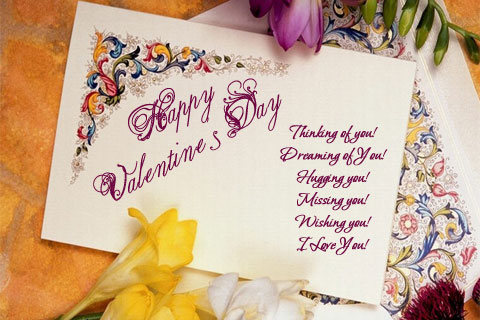 Happy
Valentine's Day
Thinking of you!
Dreaming of You!
Hugging you!
Missing you!
Wishing you!
I Love You!